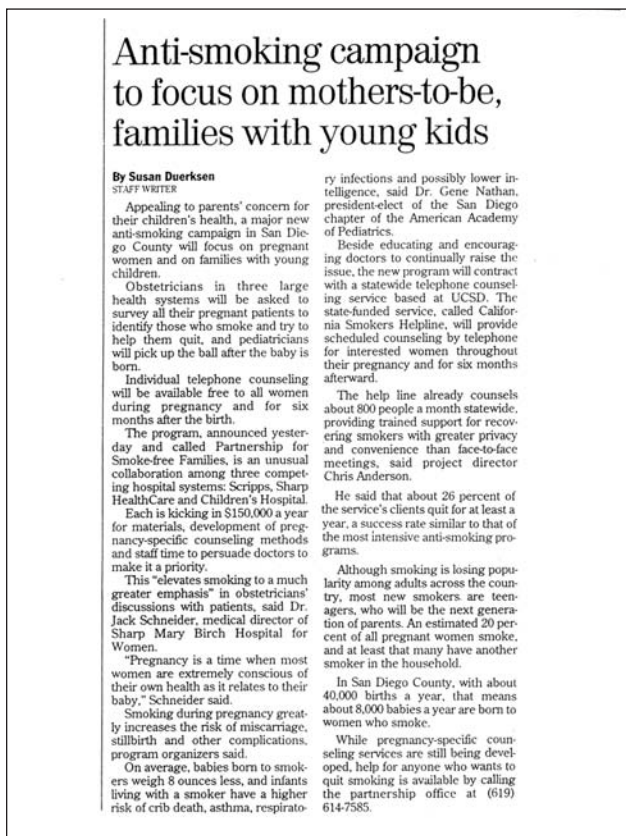 Anti-smoking campaign
to focus on mothers-to-be,
families with young kids
By Susan Duerksen
STAFF WRITER
Appealing to parents' concern for
their children's health, a major new
anti-smoking campaign in San Die-
go County will focus on pregnant
women and on families with young
children.
Obstetricians in three large
health systems will be asked to
survey all their pregnant patients to
identify those who smoke and try to
help them quit, and pediatricians
will pick up the ball after the baby is
born.
Individual telephone counseling
will be available free to all women
during pregnancy and for six
months after the birth.
The program, announced yester-
day and called Partnership for
Smoke-free Families, is an unusual
collaboration among three compet-
ing hospital systems: Scripps, Sharp
HealthCare and Children's Hospital.
Each is kicking in $150,000 a year
for materials, development of preg-
nancy-specific counseling methods
and staff time to persuade doctors to
make it a priority.
This "elevates smoking to a much
greater emphasis" in obstetricians'
discussions with patients, said Dr.
Jack Schneider, medical director of
Sharp Mary Birch Hospital for
Women.
"Pregnancy is a time when most
women are extremely conscious of
their own health as it relates to their
baby," Schneider said.
Smoking during pregnancy great-
ly increases the risk of miscarriage,
stillbirth and other complications,
program organizers said.
On average, babies born to smok-
ers weigh 8 ounces less, and infants
living with a smoker have a higher
risk of crib death, asthma, respirato-
ry infections and possibly lower in-
telligence, said Dr. Gene Nathan,
president-elect of the San Diego
chapter of the American Academy
of Pediatrics.
Beside educating and encourag-
ing doctors to continually raise the
issue, the new program will contract
with a statewide telephone counsel-
ing service based at UCSD. The
state-funded service, called Califor-
nia Smokers Helpline, will provide
scheduled counseling by telephone
for interested women throughout
their pregnancy and for six months
afterward.
The help line already counsels
about 800 people a month statewide,
providing trained support for recov-
ering smokers with greater privacy
and convenience than face-to-face
meetings, said project director
Chris Anderson.
He said that about 26 percent of
the service's clients quit for at least a
year, a success rate similar to that of
the most intensive anti-smoking pro-
grams.
Although smoking is losing popu-
larity among adults across the coun-
try, most new smokers are teen-
agers, who will be the next genera-
tion of parents. An estimated 20 per-
cent of all pregnant women smoke,
and at least that many have another
smoker in the household.
In San Diego County, with about
40,000 births a year, that means
about 8,000 babies a year are born to
women who smoke.
While pregnancy-specific coun-
seling services are still being devel-
oped, help for anyone who wants to
quit smoking is available by calling
the partnership office at (619)
614-7585.